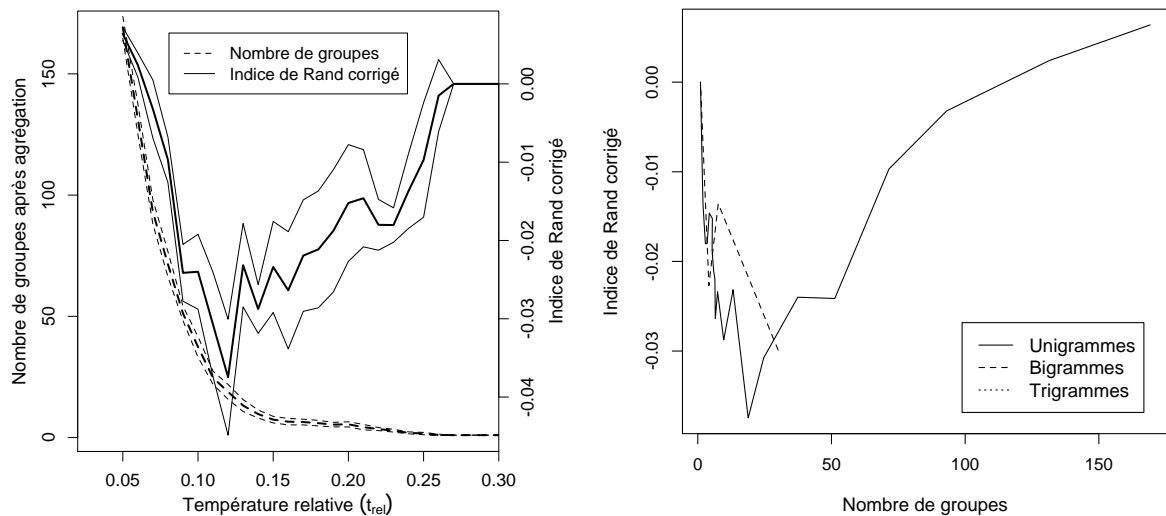 Nombre de groupes
Indice de Rand corrigé
Nombre de groupes après agrégation
0
50
100
150
0.05
0.10
0.15
0.20
0.25
0.30
Température relative (t_rel)
0.00
-0.01
-0.02
-0.03
-0.04
Indice de Rand corrigé
Indice de Rand corrigé
0.00
-0.01
-0.02
-0.03
Unigrammes
Bigrammes
Trigrammes
0
50
100
150
Nombre de groupes